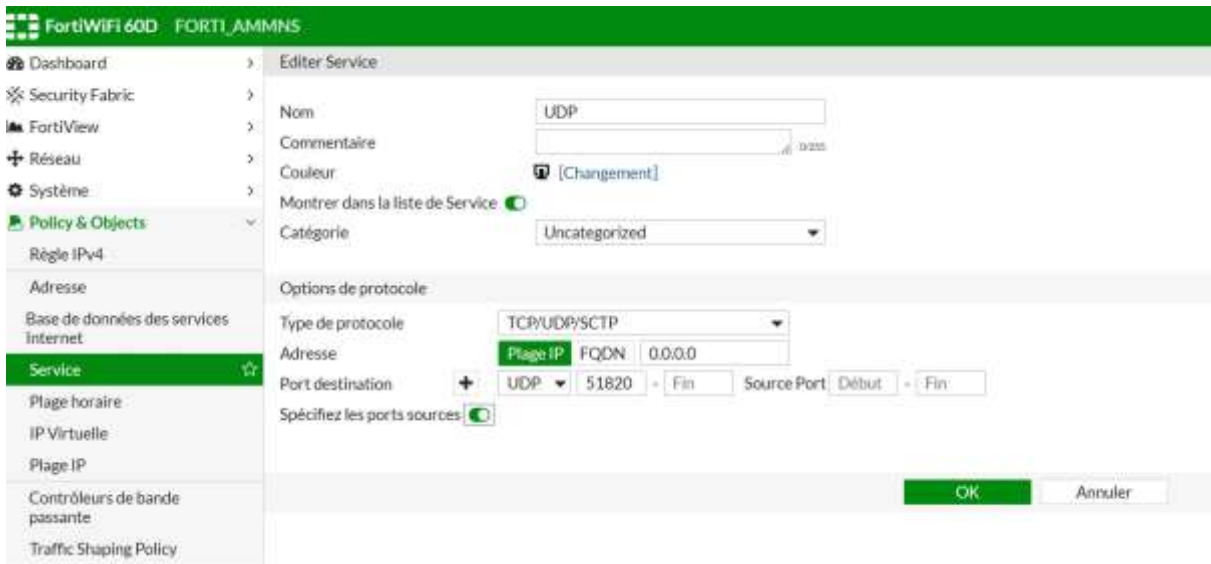 FortiWiFi 60D FORTI_AMMNS
Dashboard
Security Fabric
FortiView
Réseau
Système
Policy & Objects
Règle IPv4
Adresse
Base de données des services
Internet
Service
Plage horaire
IP Virtuelle
Plage IP
Contrôleurs de bande
passante
Traffic Shaping Policy
Editer Service
Nom UDP
Commentaire 0/255
Couleur [Changement]
Montrer dans la liste de Service
Catégorie Uncategorized
Options de protocole
Type de protocole TCP/UDP/SCTP
Adresse Plage IP FQDN 0.0.0.0
Port destination UDP 51820 - Fin Source Port Début - Fin
Spécifiez les ports sources
OK Annuler